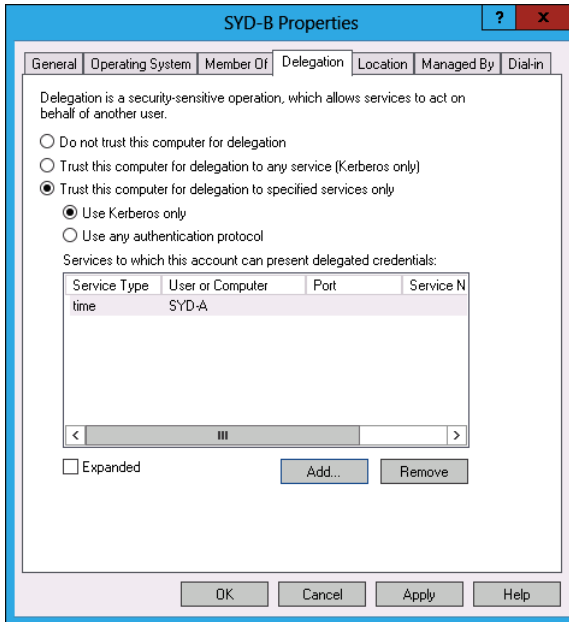 SYD-B Properties
?
x
General Operating System Member Of Delegation Location Managed By Dial-in
Delegation is a security-sensitive operation, which allows services to act on
behalf of another user.
Do not trust this computer for delegation
Trust this computer for delegation to any service (Kerberos only)
Trust this computer for delegation to specified services only
Use Kerberos only
Use any authentication protocol
Services to which this account can present delegated credentials:
Service Type User or Computer Port Service N
time SYD-A
Expanded
Add... Remove
OK Cancel Apply Help